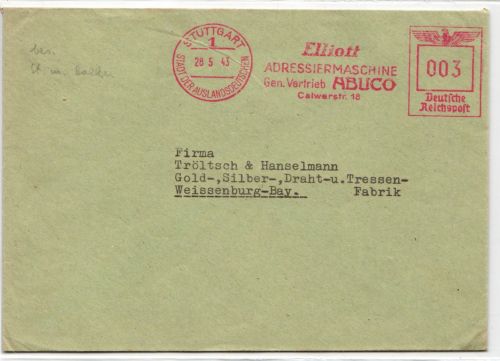 STUTTGART
1
28.5.43
STADT DER AUSLANDSDEUTSCHEN
Elliott
ADRESSIERMASCHINE
Gen. Vertrieb ABUCO
Calwerstr. 18
003
Deutsche
Reichspost
Firma
Tröltsch & Hanselmann
Gold-,Silber-,Draht-u.Tressen-
Weissenburg-Bay. Fabrik